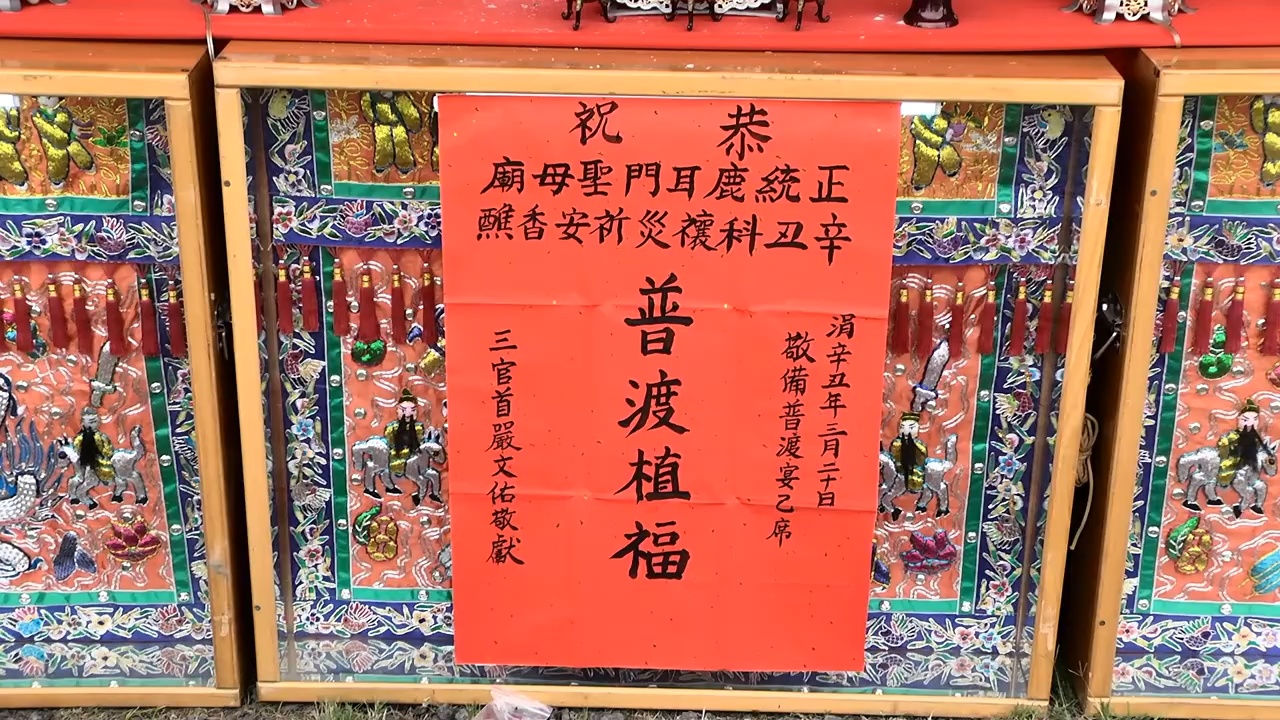 恭祝
正統鹿耳門聖母廟
辛丑科禳災祈安香醮
涓辛丑年三月二十日
敬備普渡宴乙席
普渡植福
三官首嚴文佑敬獻